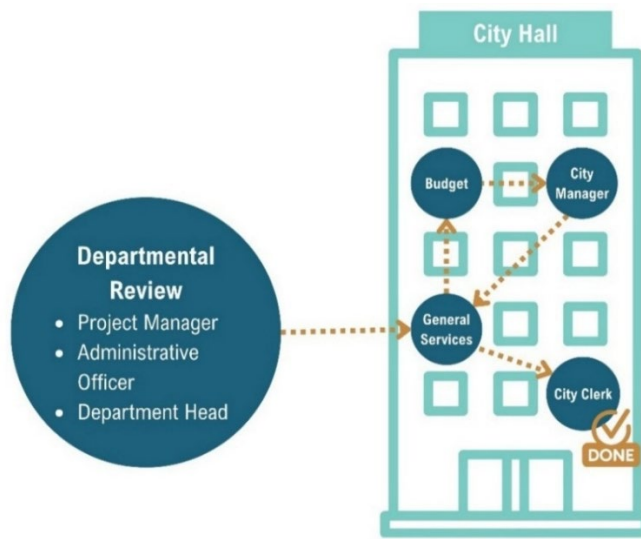 City Hall
Budget
City
Manager
Departmental
Review
• Project Manager
• Administrative
Officer
• Department Head
General
Services
City Clerk
DONE